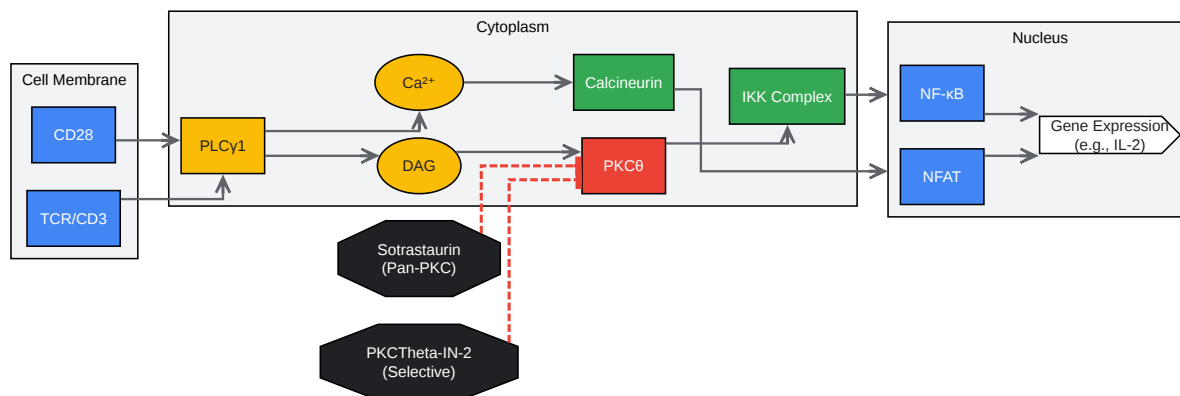 Cell Membrane
CD28
TCR/CD3
Cytoplasm
PLCγ1
Ca²⁺
DAG
Calcineurin
PKCθ
IKK Complex
Nucleus
NF-κB
NFAT
Gene Expression
(e.g., IL-2)
Sotrastaurin
(Pan-PKC)
PKCTheta-IN-2
(Selective)